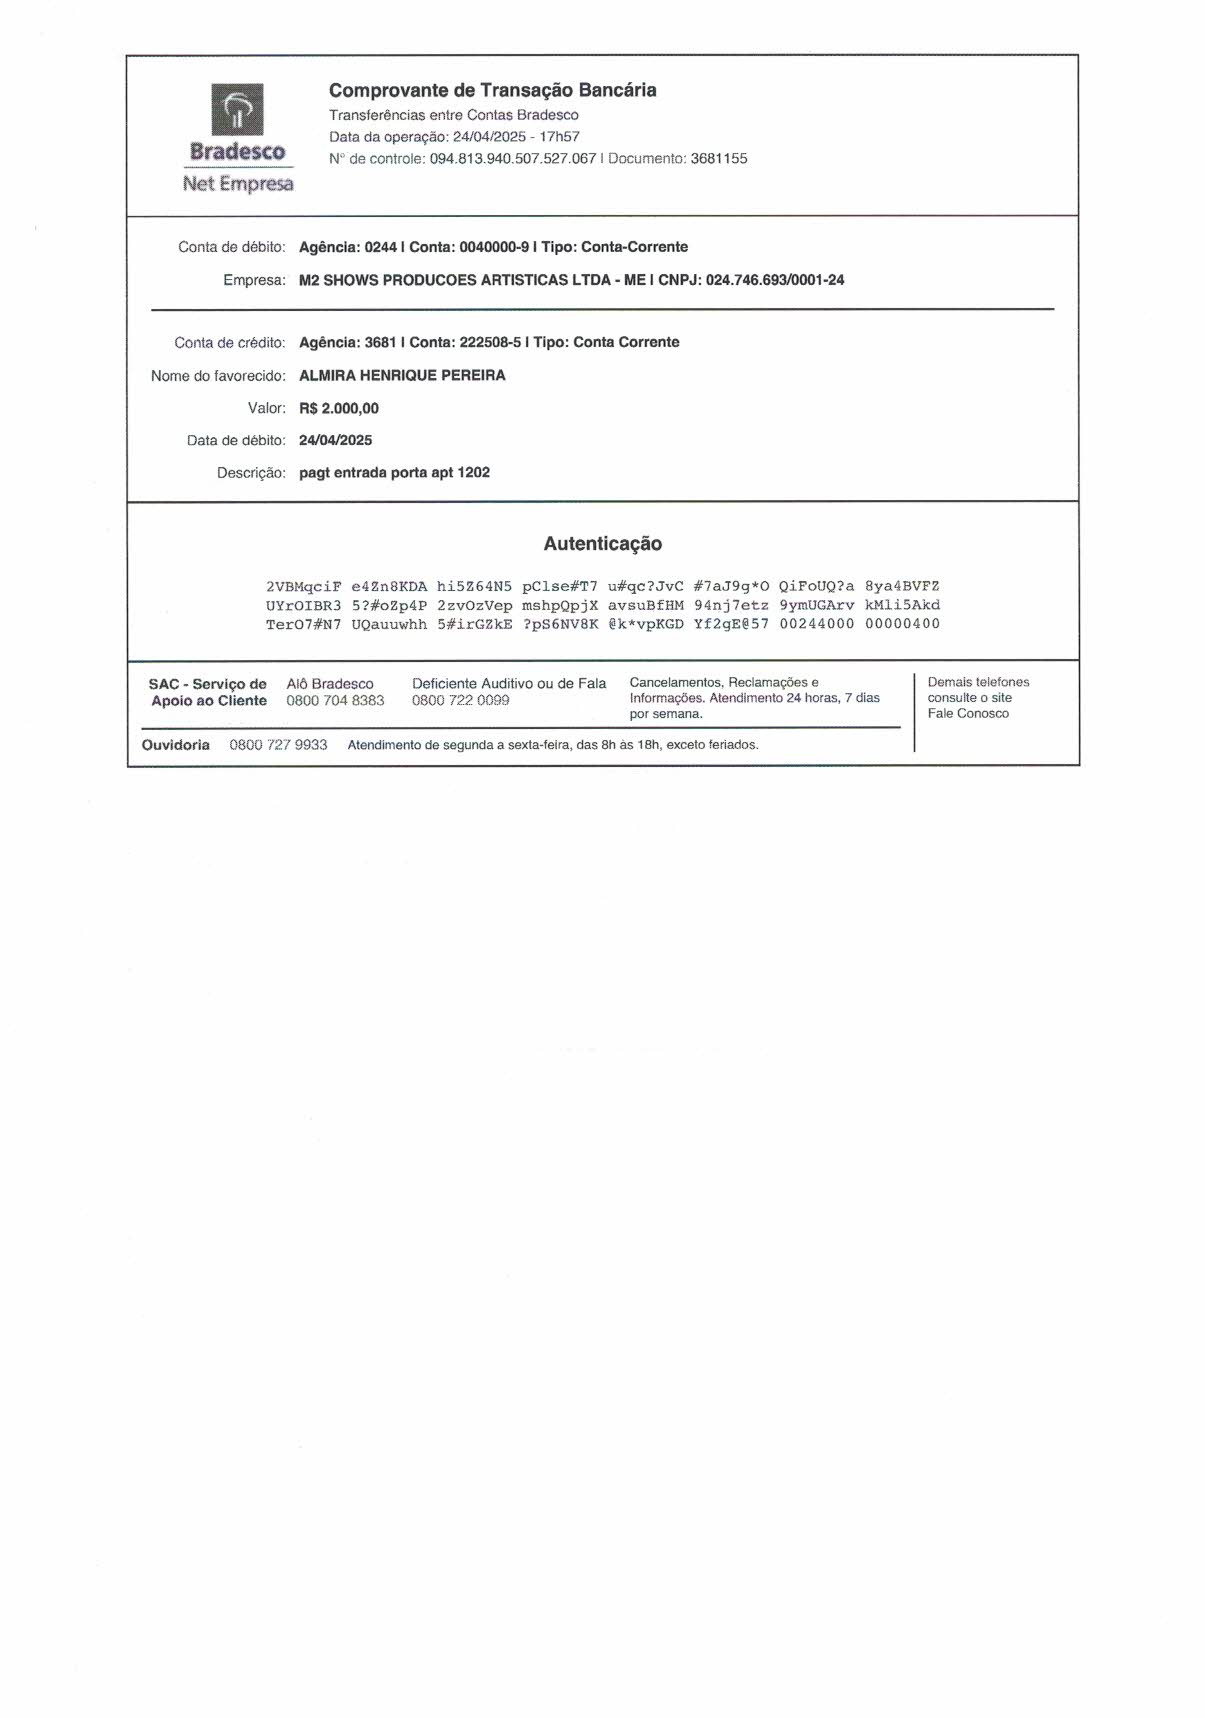 Bradesco
Net Empresa
Comprovante de Transação Bancária
Transferências entre Contas Bradesco
Data da operação: 24/04/2025 - 17h57
N° de controle: 094.813.940.507.527.067 | Documento: 3681155
Conta de débito: Agência: 0244 | Conta: 0040000-9 | Tipo: Conta-Corrente
Empresa: M2 SHOWS PRODUCOES ARTISTICAS LTDA - ME | CNPJ: 024.746.693/0001-24
Conta de crédito: Agência: 3681 | Conta: 222508-5 | Tipo: Conta Corrente
Nome do favorecido: ALMIRA HENRIQUE PEREIRA
Valor: R$ 2.000,00
Data de débito: 24/04/2025
Descrição: pagt entrada porta apt 1202
Autenticação
2VBMqciF e4Zn8KDA hi5Z64N5 pClse#T7 u#qc?JvC #7aJ9g*O QiFoUQ?a 8ya4BVFZ
UYrOIBR3 5?#oZp4P 2zvOzVep mshpQpjX avsuBfHM 94nj7etz 9ymUGArv kMli5Akd
TerO7#N7 UQauuwhh 5#irGZkE ?pS6NV8K @k*vpKGD Yf2gE@57 00244000 00000400
SAC - Serviço de Apoio ao Cliente
Alô Bradesco
0800 704 8383
Deficiente Auditivo ou de Fala
0800 722 0099
Cancelamentos, Reclamações e
Informações. Atendimento 24 horas, 7 dias
por semana.
Demais telefones
consulte o site
Fale Conosco
Ouvidoria 0800 727 9933 Atendimento de segunda a sexta-feira, das 8h às 18h, exceto feriados.